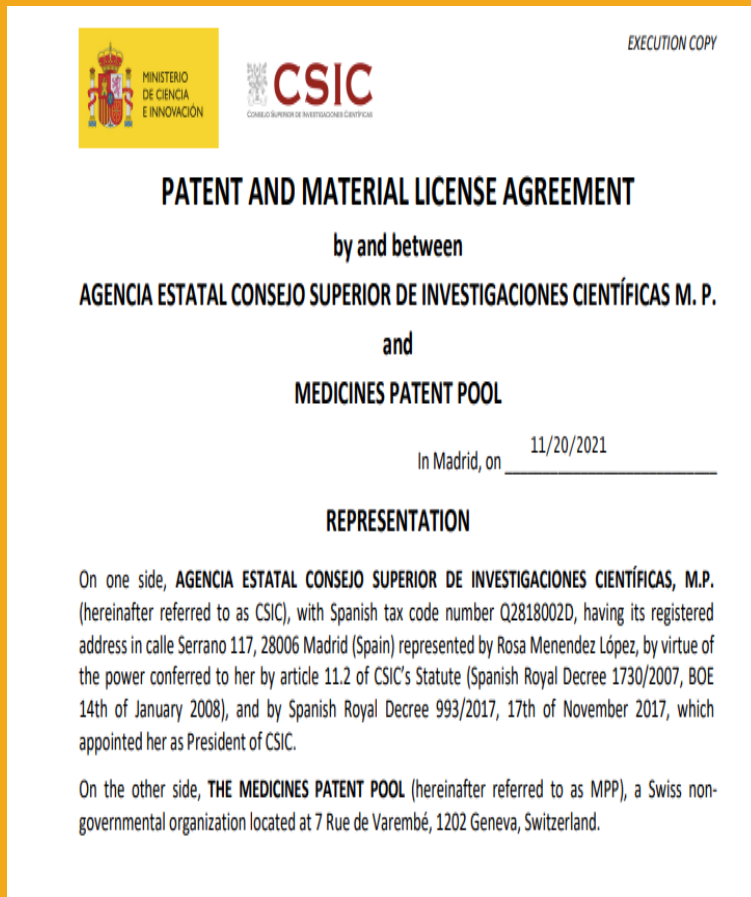 EXECUTION COPY
MINISTERIO
DE CIENCIA
E INNOVACIÓN
CSIC
CONSEJO SUPERIOR DE INVESTIGACIONES CIENTÍFICAS
PATENT AND MATERIAL LICENSE AGREEMENT
by and between
AGENCIA ESTATAL CONSEJO SUPERIOR DE INVESTIGACIONES CIENTÍFICAS M. P.
and
MEDICINES PATENT POOL
In Madrid, on 11/20/2021
REPRESENTATION
On one side, AGENCIA ESTATAL CONSEJO SUPERIOR DE INVESTIGACIONES CIENTÍFICAS, M.P.
(hereinafter referred to as CSIC), with Spanish tax code number Q2818002D, having its registered
address in calle Serrano 117, 28006 Madrid (Spain) represented by Rosa Menendez López, by virtue of
the power conferred to her by article 11.2 of CSIC's Statute (Spanish Royal Decree 1730/2007, BOE
14th of January 2008), and by Spanish Royal Decree 993/2017, 17th of November 2017, which
appointed her as President of CSIC.
On the other side, THE MEDICINES PATENT POOL (hereinafter referred to as MPP), a Swiss non-
governmental organization located at 7 Rue de Varembé, 1202 Geneva, Switzerland.